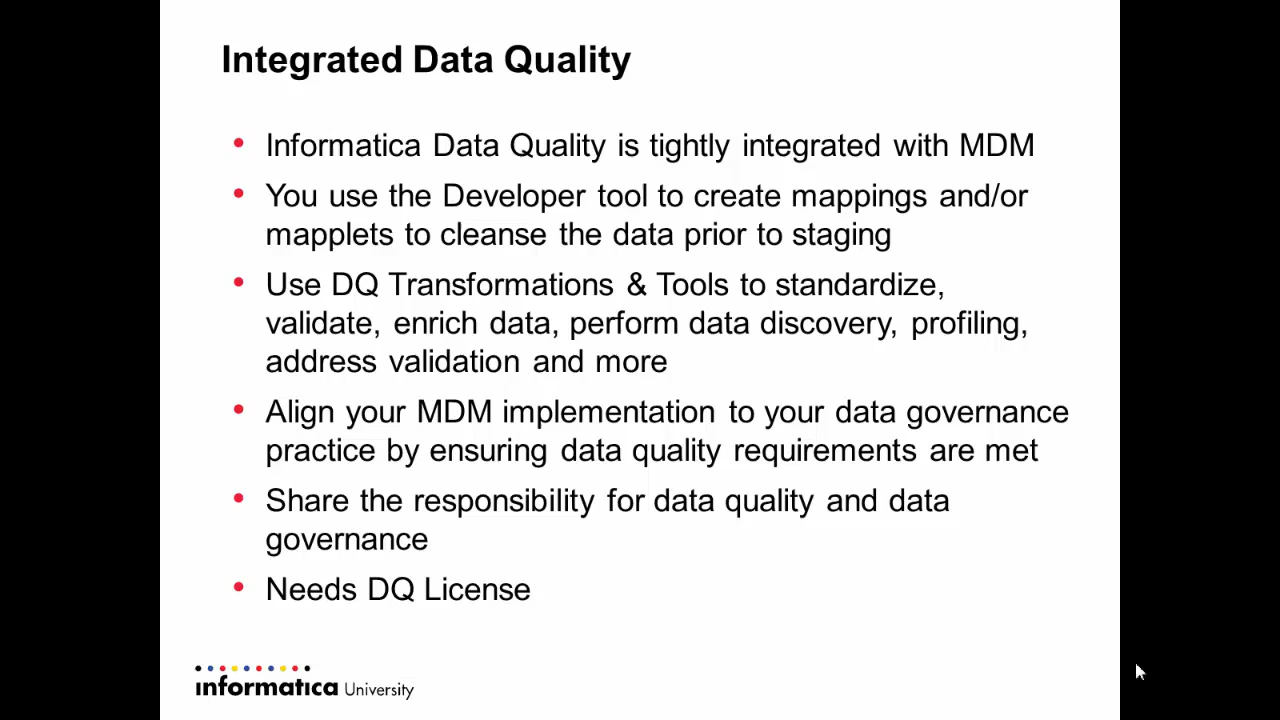 Integrated Data Quality
• Informatica Data Quality is tightly integrated with MDM
• You use the Developer tool to create mappings and/or
mapplets to cleanse the data prior to staging
• Use DQ Transformations & Tools to standardize,
validate, enrich data, perform data discovery, profiling,
address validation and more
• Align your MDM implementation to your data governance
practice by ensuring data quality requirements are met
• Share the responsibility for data quality and data
governance
• Needs DQ License
informatica University